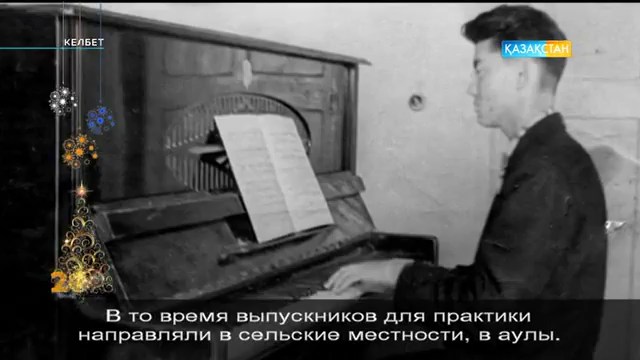 КЕЛБЕТ
ҚАЗАҚСТАН
В то время выпускников для практики
направляли в сельские местности, в аулы.